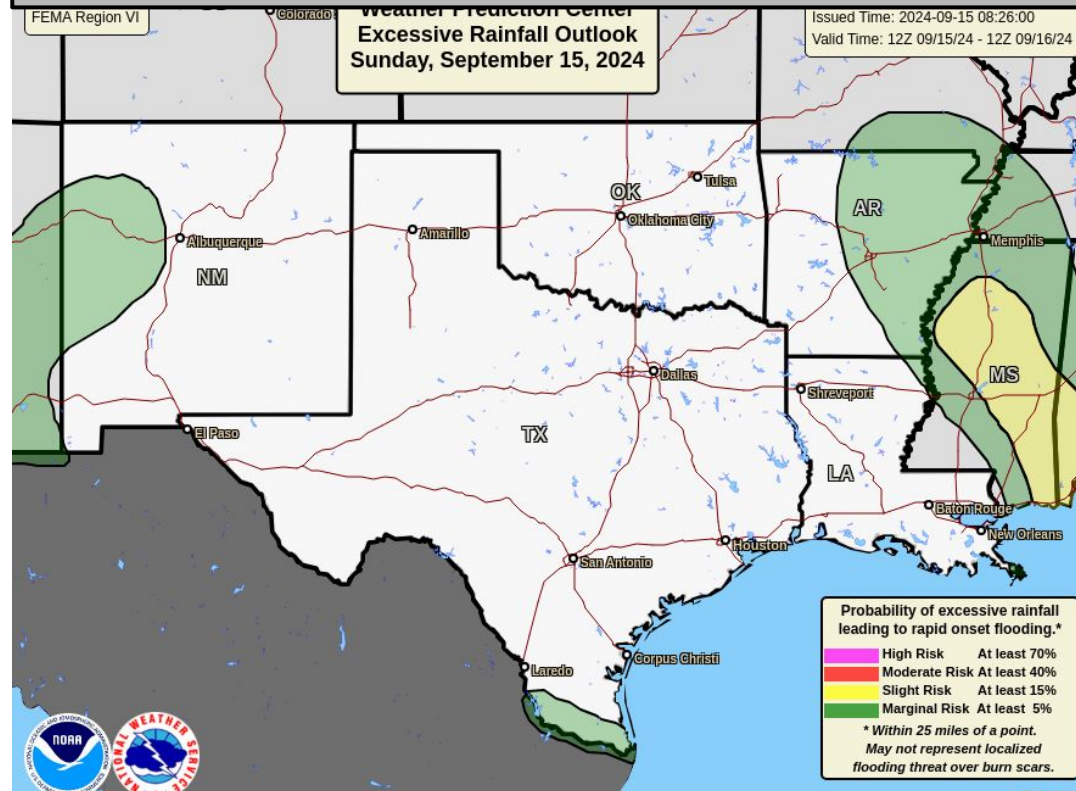 FEMA Region VI
Weather Prediction Center
Excessive Rainfall Outlook
Sunday, September 15, 2024
Issued Time: 2024-09-15 08:26:00
Valid Time: 12Z 09/15/24 - 12Z 09/16/24
Colorado
Tulsa
OK
Oklahoma City
AR
Albuquerque
Amarillo
Memphis
NM
Dallas
MS
Shreveport
El Paso
TX
LA
Baton Rouge
New Orleans
Houston
San Antonio
Laredo
Corpus Christi
Probability of excessive rainfall
leading to rapid onset flooding.*
High Risk At least 70%
Moderate Risk At least 40%
Slight Risk At least 15%
Marginal Risk At least 5%
* Within 25 miles of a point.
May not represent localized
flooding threat over burn scars.
NOAA
NATIONAL WEATHER SERVICE